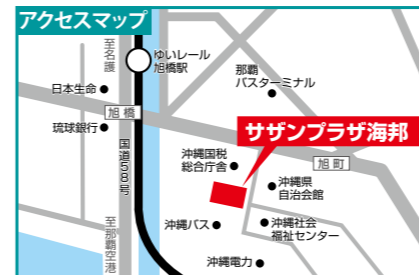 アクセスマップ
至名護
ゆいレール
旭橋駅
日本生命
那覇
バスターミナル
旭橋
琉球銀行
国道58号
サザンプラザ海邦
旭町
沖縄国税
総合庁舎
沖縄県
自治会館
沖縄バス
沖縄社会
福祉センター
至那覇空港
沖縄電力